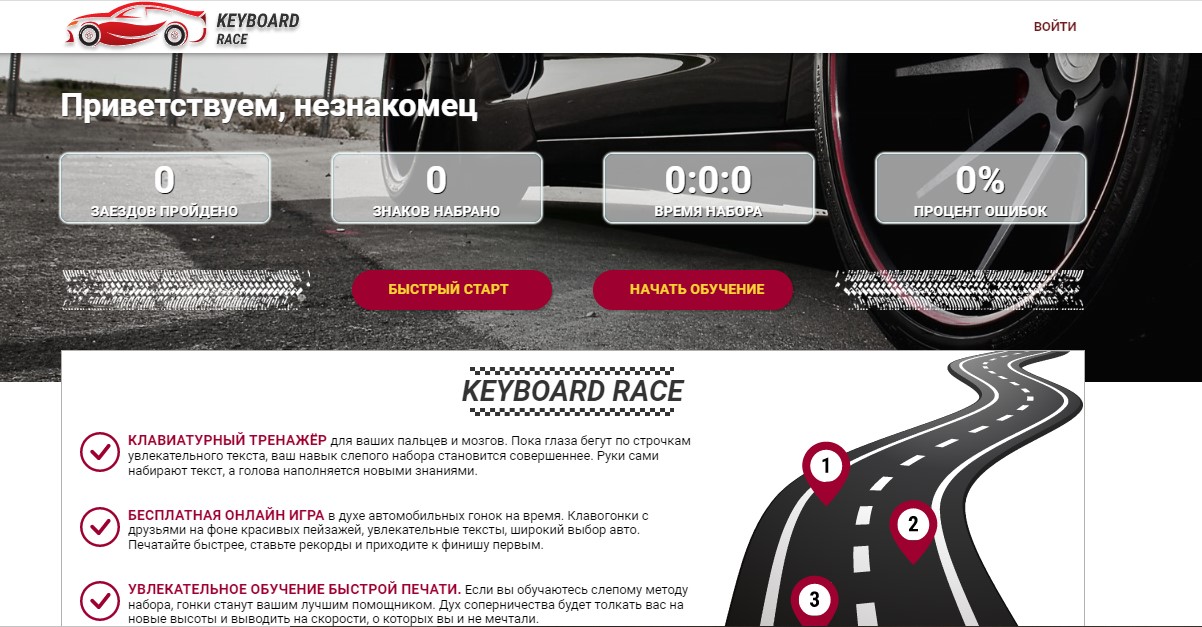 KEYBOARD
RACE
ВОЙТИ
Приветствуем, незнакомец
0
ЗАЕЗДОВ ПРОЙДЕНО
0
ЗНАКОВ НАБРАНО
0:0:0
ВРЕМЯ НАБОРА
0%
ПРОЦЕНТ ОШИБОК
БЫСТРЫЙ СТАРТ
НАЧАТЬ ОБУЧЕНИЕ
KEYBOARD RACE
КЛАВИАТУРНЫЙ ТРЕНАЖЁР для ваших пальцев и мозгов. Пока глаза бегут по строчкам
увлекательного текста, ваш навык слепого набора становится совершеннее. Руки сами
набирают текст, а голова наполняется новыми знаниями.
БЕСПЛАТНАЯ ОНЛАЙН ИГРА в духе автомобильных гонок на время. Клавогонки с
друзьями на фоне красивых пейзажей, увлекательные тексты, широкий выбор авто.
Печатайте быстрее, ставьте рекорды и приходите к финишу первым.
УВЛЕКАТЕЛЬНОЕ ОБУЧЕНИЕ БЫСТРОЙ ПЕЧАТИ. Если вы обучаетесь слепому методу
набора, гонки станут вашим лучшим помощником. Дух соперничества будет толкать вас на
новые высоты и выводить на скорости, о которых вы и не мечтали.
1
2
3